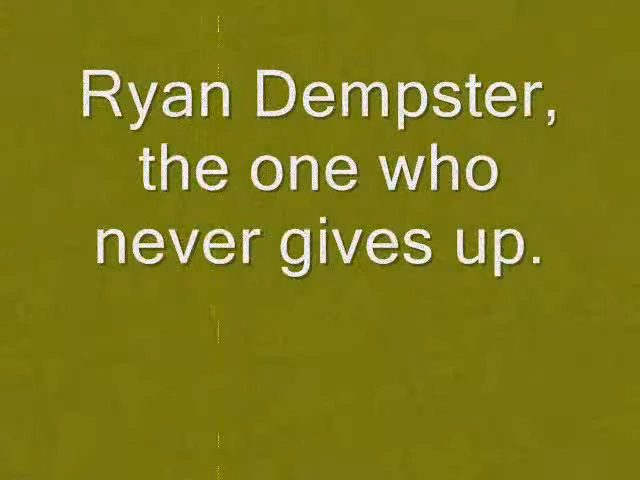 Ryan Dempster,
the one who
never gives up.